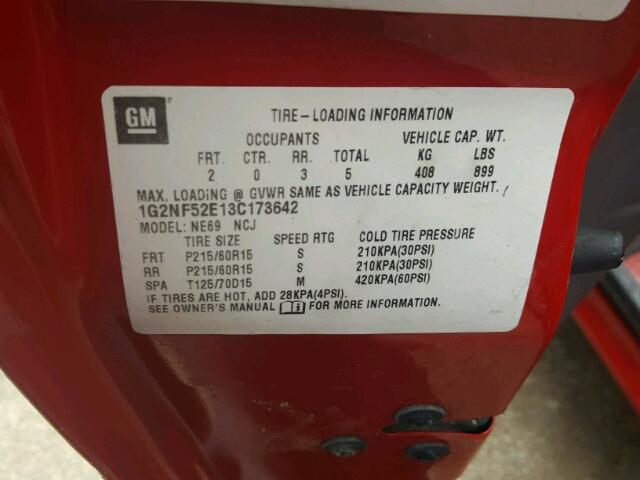 GM
TIRE-LOADING INFORMATION
OCCUPANTS VEHICLE CAP. WT.
FRT. CTR. RR. TOTAL KG LBS
2 0 3 5 408 899
MAX. LOADING @ GVWR SAME AS VEHICLE CAPACITY WEIGHT.
1G2NF52E13C173642
MODEL: NE69 NCJ
TIRE SIZE SPEED RTG COLD TIRE PRESSURE
FRT P215/60R15 S 210KPA(30PSI)
RR P215/60R15 S 210KPA(30PSI)
SPA T125/70D15 M 420KPA(60PSI)
IF TIRES ARE HOT, ADD 28KPA(4PSI).
SEE OWNER'S MANUAL FOR MORE INFORMATION